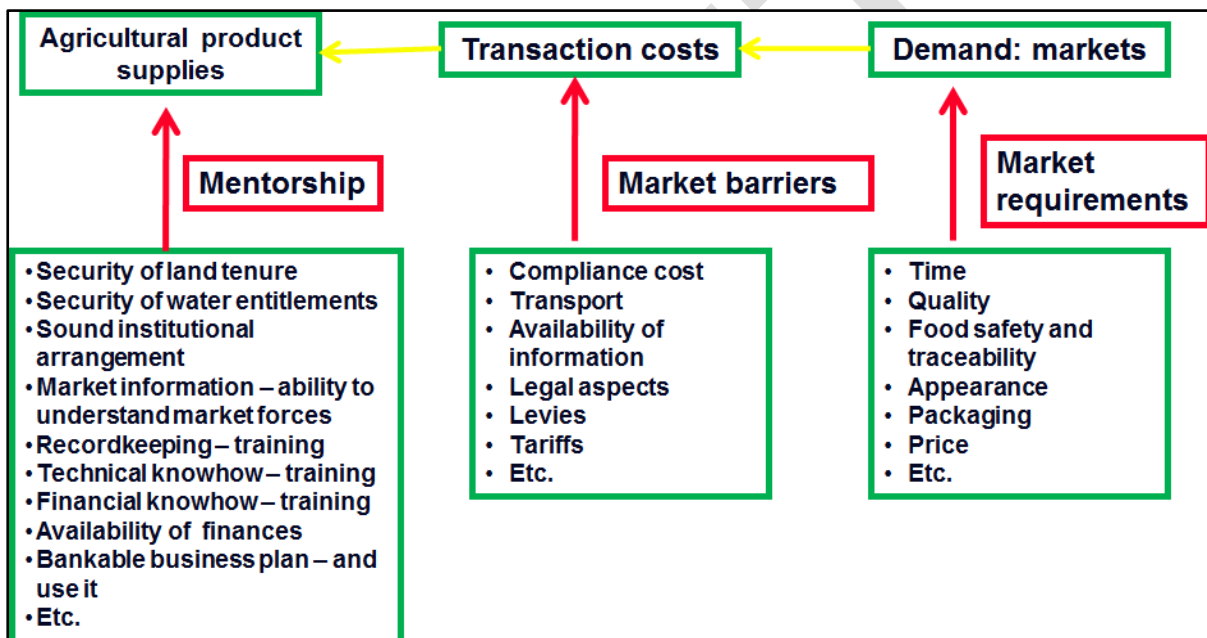 Agricultural product
supplies
Transaction costs
Demand: markets
Mentorship
Market barriers
Market
requirements
• Security of land tenure
• Security of water entitlements
• Sound institutional
arrangement
• Market information – ability to
understand market forces
• Recordkeeping – training
• Technical knowhow – training
• Financial knowhow – training
• Availability of finances
• Bankable business plan – and
use it
• Etc.
• Compliance cost
• Transport
• Availability of
information
• Legal aspects
• Levies
• Tariffs
• Etc.
• Time
• Quality
• Food safety and
traceability
• Appearance
• Packaging
• Price
• Etc.